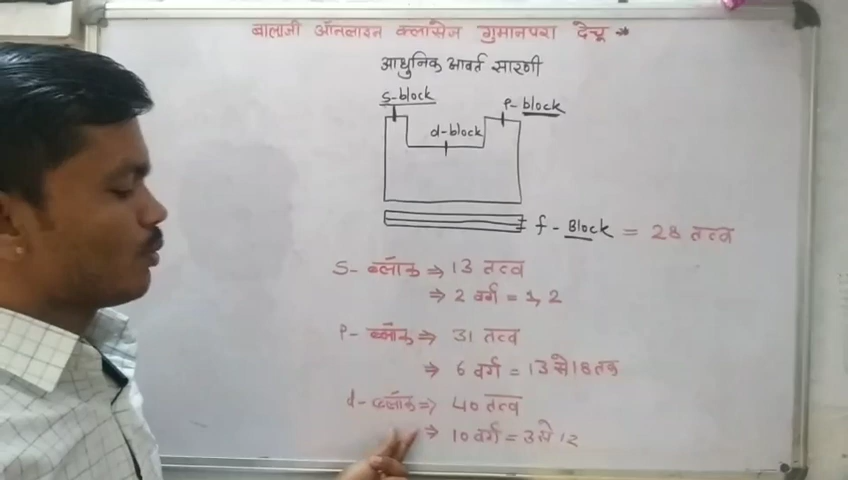 बालाजी ऑनलाइन क्लासेज गुमानपरा देचू *
आधुनिक आवर्त सारणी
S-block
P-block
d-block
f-Block = 28 तत्व
S-ब्लॉक ⇒ 13 तत्व
⇒ 2 वर्ग = 1, 2
P-ब्लॉक ⇒ 31 तत्व
⇒ 6 वर्ग = 13 से 18 तक
d-ब्लॉक ⇒ 40 तत्व
⇒ 10 वर्ग = 3 से 12